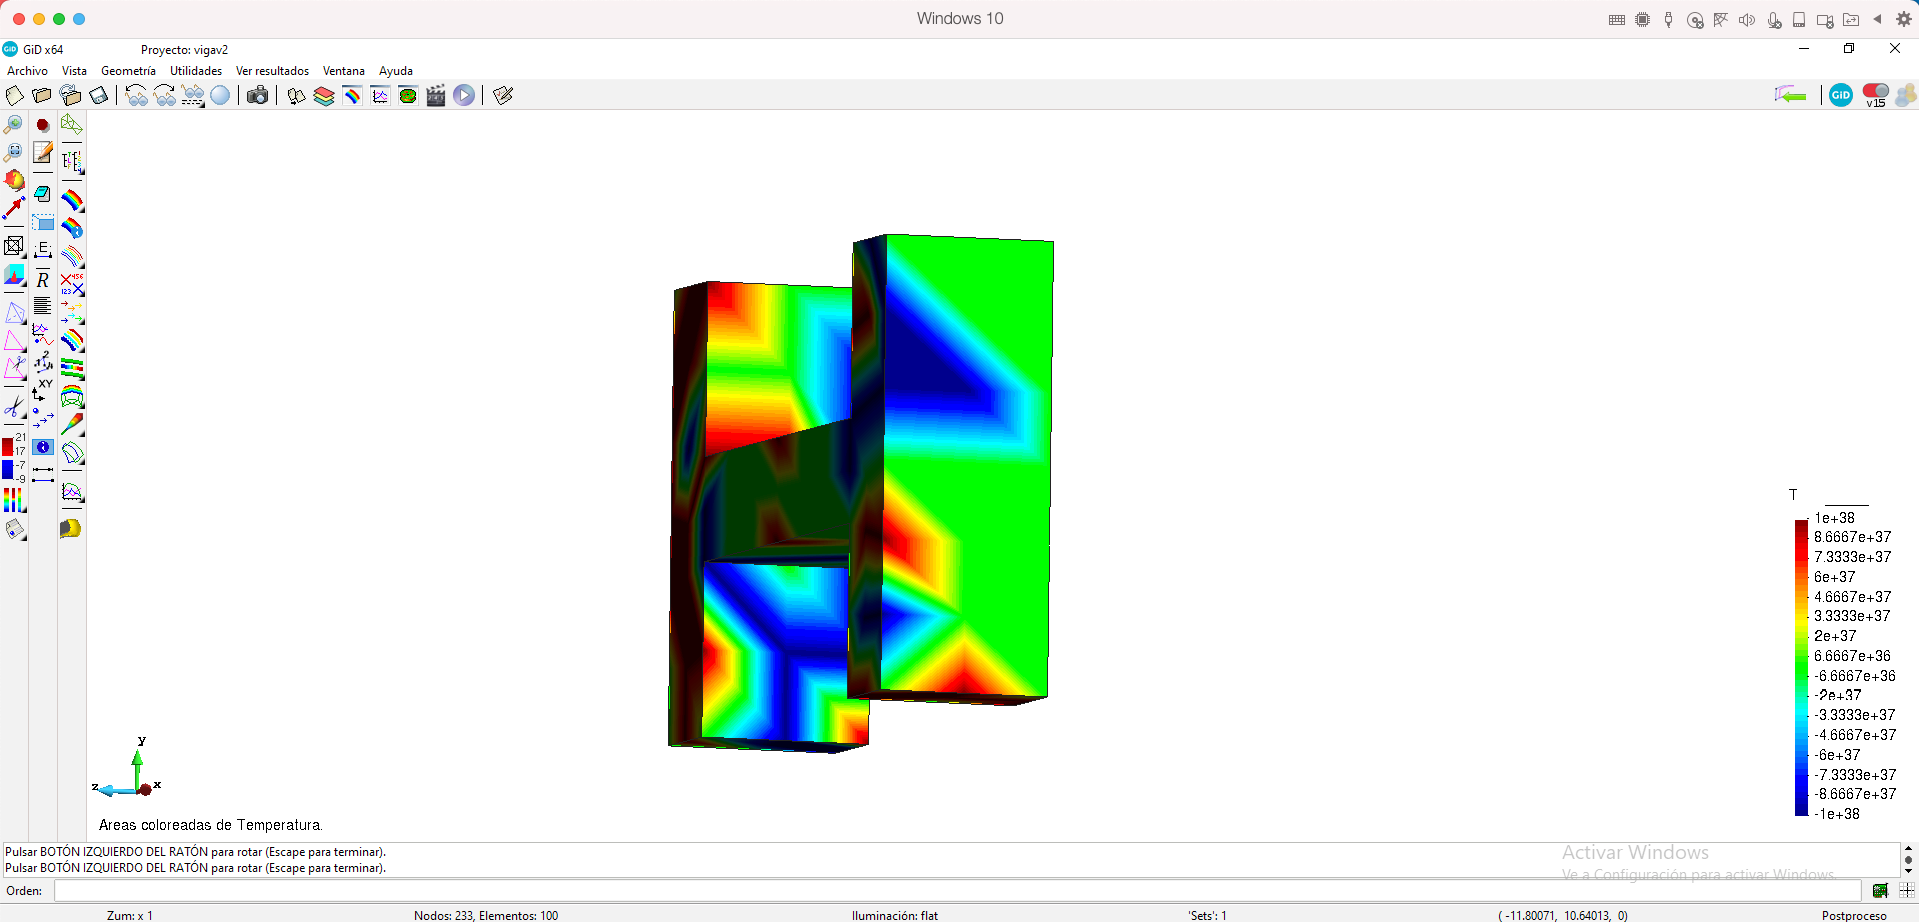 Windows 10
GiD x64 Proyecto: vigav2
Archivo Vista Geometría Utilidades Ver resultados Ventana Ayuda
GiD v15
E
R
XY
21
17
-7
-9
T
1e+38
8.6667e+37
7.3333e+37
6e+37
4.6667e+37
3.3333e+37
2e+37
6.6667e+36
-6.6667e+36
-2e+37
-3.3333e+37
-4.6667e+37
-6e+37
-7.3333e+37
-8.6667e+37
-1e+38
y
z x
Areas coloreadas de Temperatura.
Pulsar BOTÓN IZQUIERDO DEL RATÓN para rotar (Escape para terminar).
Pulsar BOTÓN IZQUIERDO DEL RATÓN para rotar (Escape para terminar).
Activar Windows
Ve a Configuración para activar Windows.
Orden:
Zum: x 1 Nodos: 233, Elementos: 100 Iluminación: flat 'Sets': 1 ( -11.80071, 10.64013, 0) Postproceso